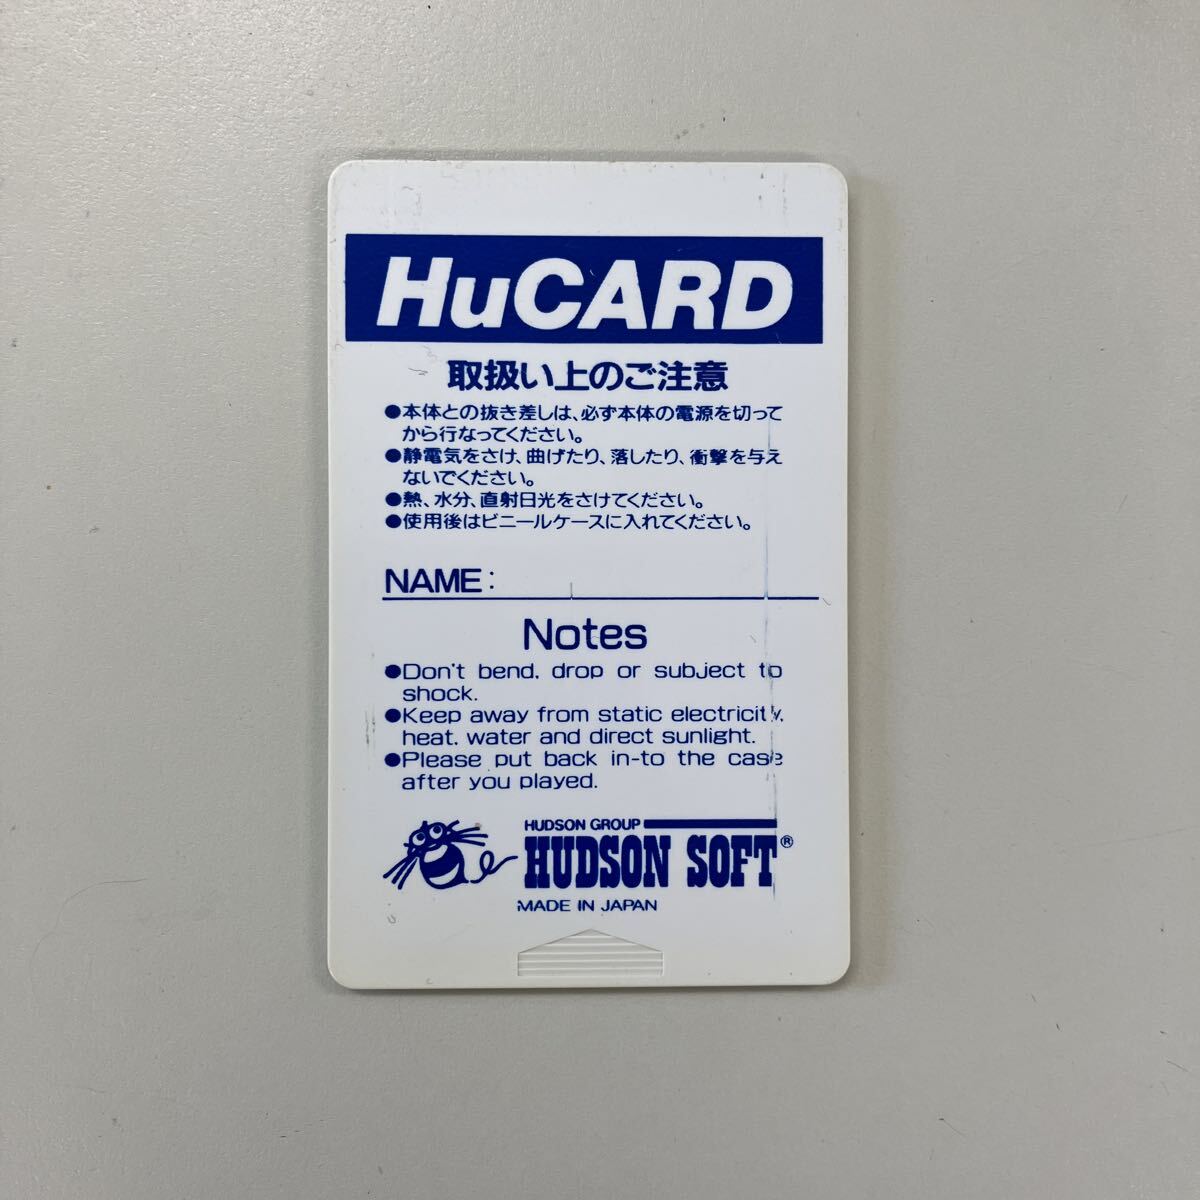 HuCARD
取扱い上のご注意
●本体との抜き差しは、必ず本体の電源を切って
から行なってください。
●静電気をさけ、曲げたり、落したり、衝撃を与え
ないでください。
●熱、水分、直射日光をさけてください。
●使用後はビニールケースに入れてください。
NAME:
Notes
●Don't bend, drop or subject to
shock.
●Keep away from static electricity,
heat, water and direct sunlight.
●Please put back in-to the case
after you played.
HUDSON GROUP
HUDSON SOFT®
MADE IN JAPAN